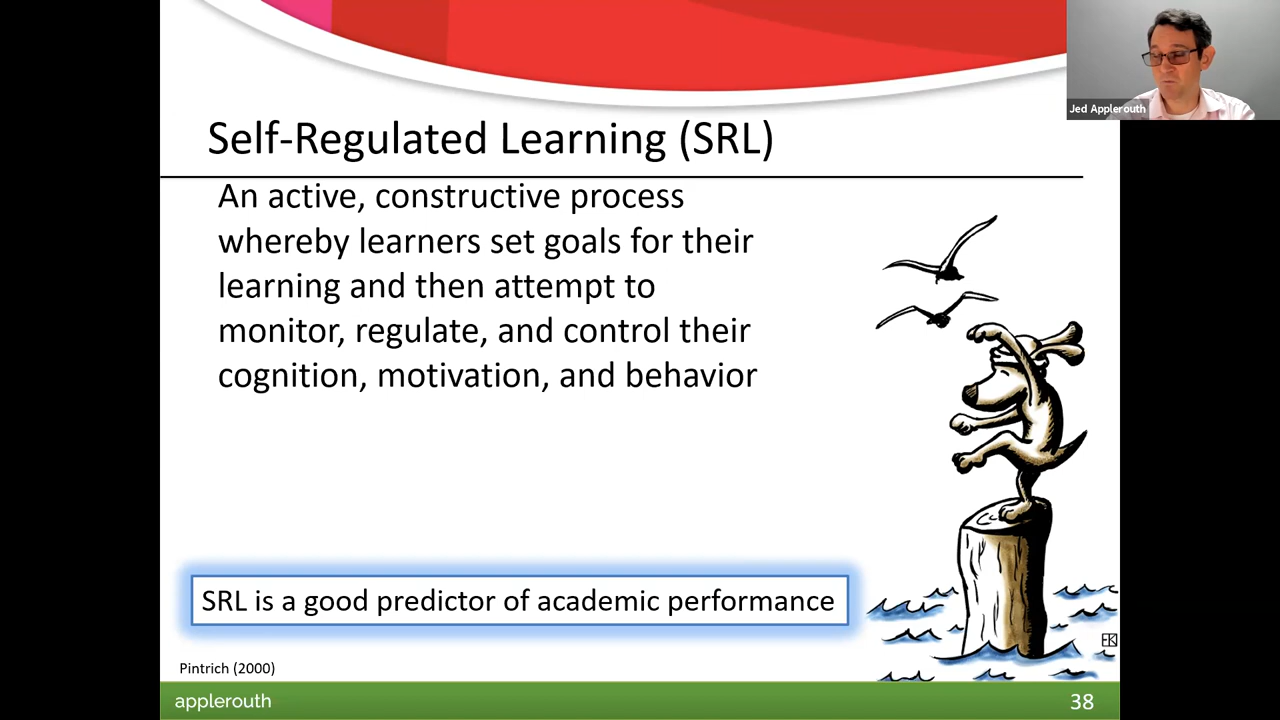 Jed Applerouth
Self-Regulated Learning (SRL)
An active, constructive process
whereby learners set goals for their
learning and then attempt to
monitor, regulate, and control their
cognition, motivation, and behavior
SRL is a good predictor of academic performance
EK
Pintrich (2000)
applerouth
38